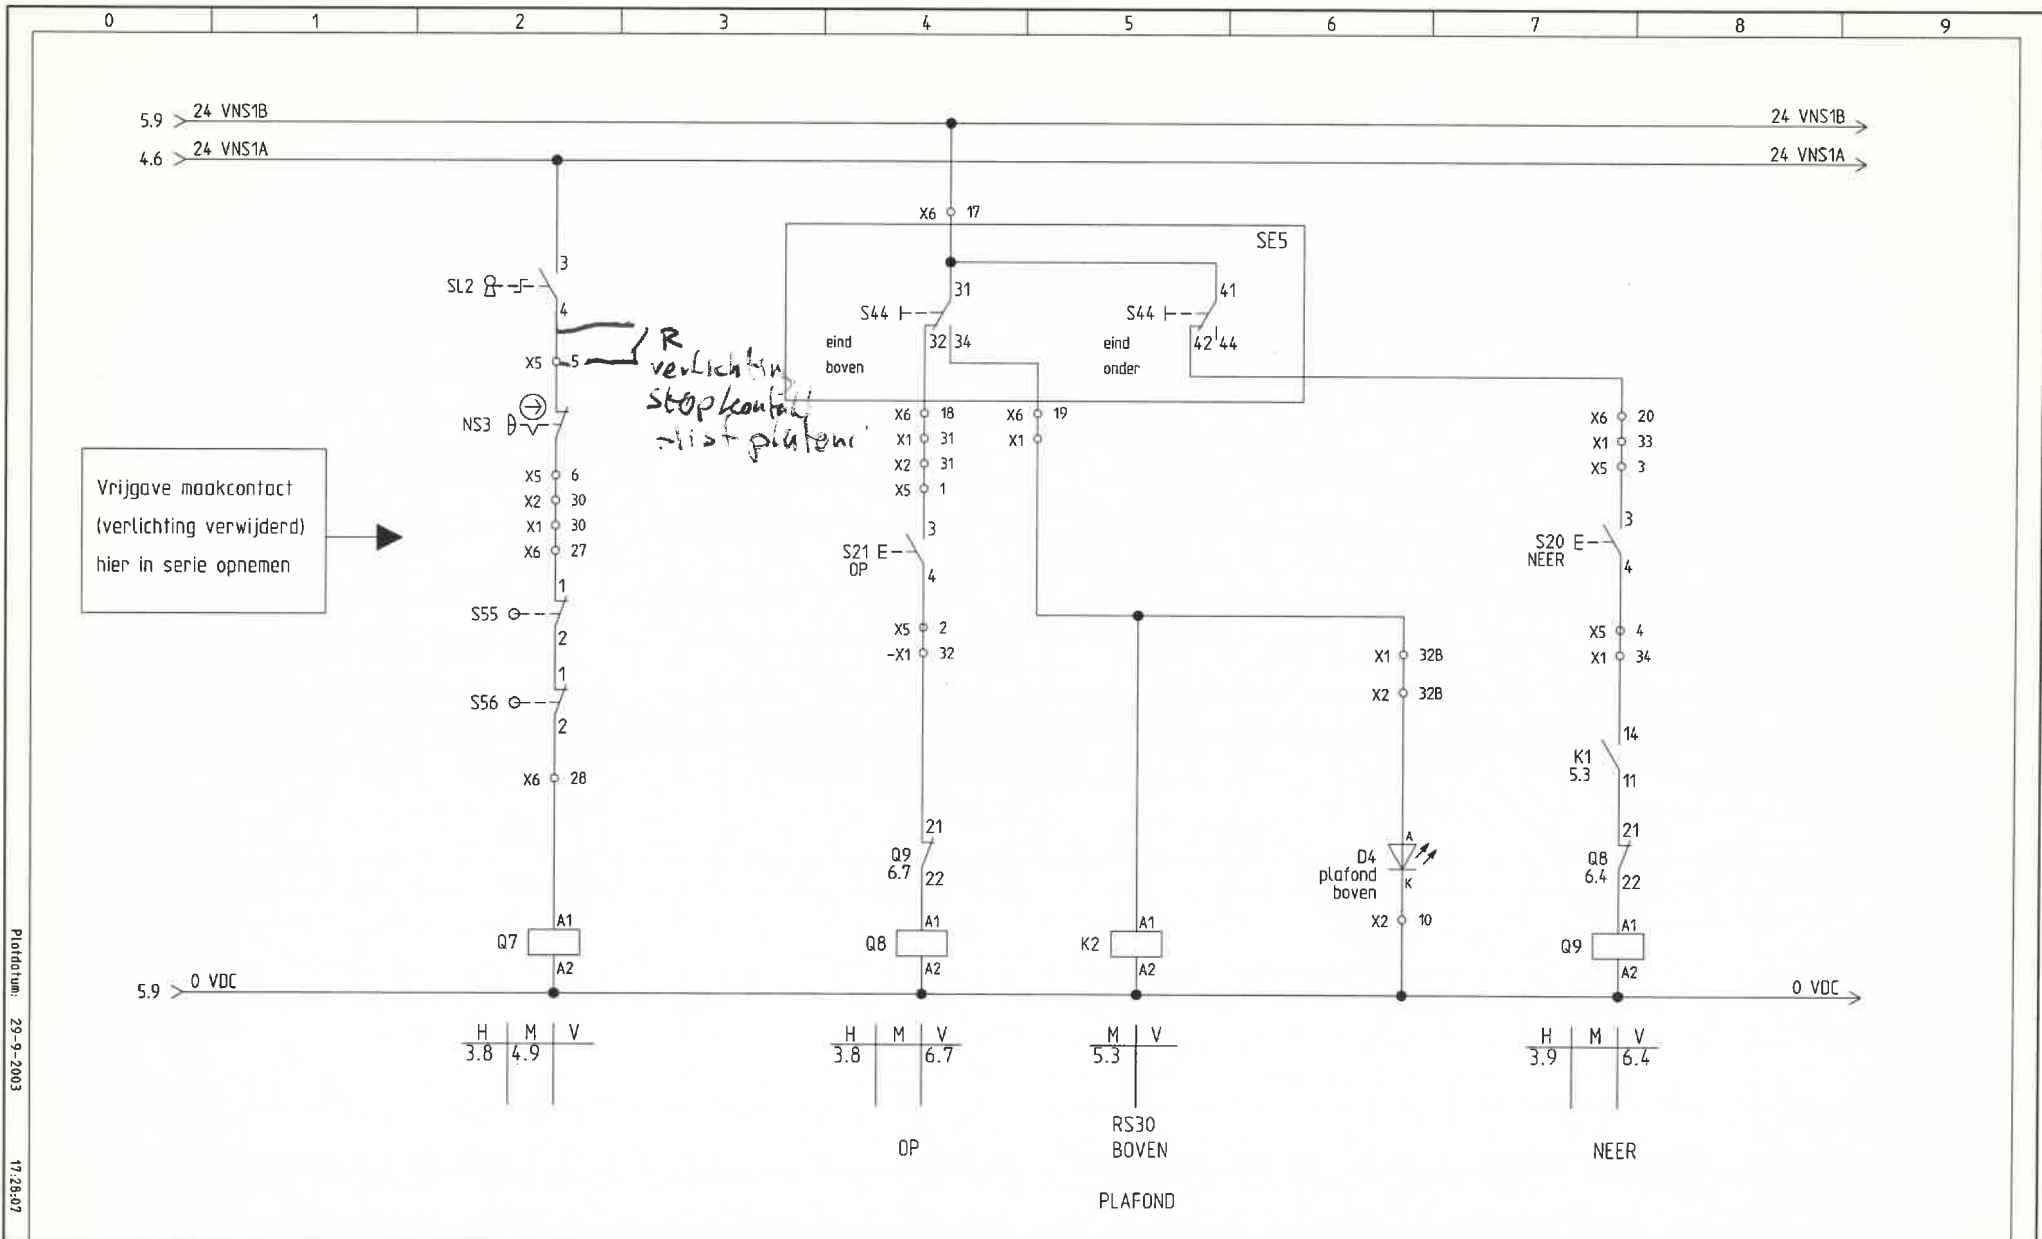 0 1 2 3 4 5 6 7 8 9
5.9 24 VNS1B 24 VNS1B
4.6 24 VNS1A 24 VNS1A
X6 17
SE5
3
SL2
4
31
S44
32 34
eind
boven
41
S44
42 44
eind
onder
R
X5 5
stop
NS3
X6 18
X1 31
X2 31
X5 1
X6 19
X1
X6 20
X1 33
X5 3
Vrijgave maakcontact
(verlichting verwijderd)
hier in serie opnemen
X5 6
X2 30
X1 30
X6 27
1
S55
2
1
S56
2
X6 28
3
S21 E
OP
4
X5 2
-X1 32
3
S20 E
NEER
4
X5 4
X1 34
X1 32B
X2 32B
14
K1
5.3
11
21
Q9
6.7
22
A
D4
plafond
boven
K
X2 10
21
Q8
6.4
22
A1
Q7
A2
A1
Q8
A2
A1
K2
A2
A1
Q9
A2
5.9 0 VDC 0 VDC
H M V
3.8 4.9
H M V
3.8 6.7
M V
5.3
H M V
3.9 6.4
OP
RS30
BOVEN
PLAFOND
NEER
Plotdatum: 29-9-2003 17:28:07